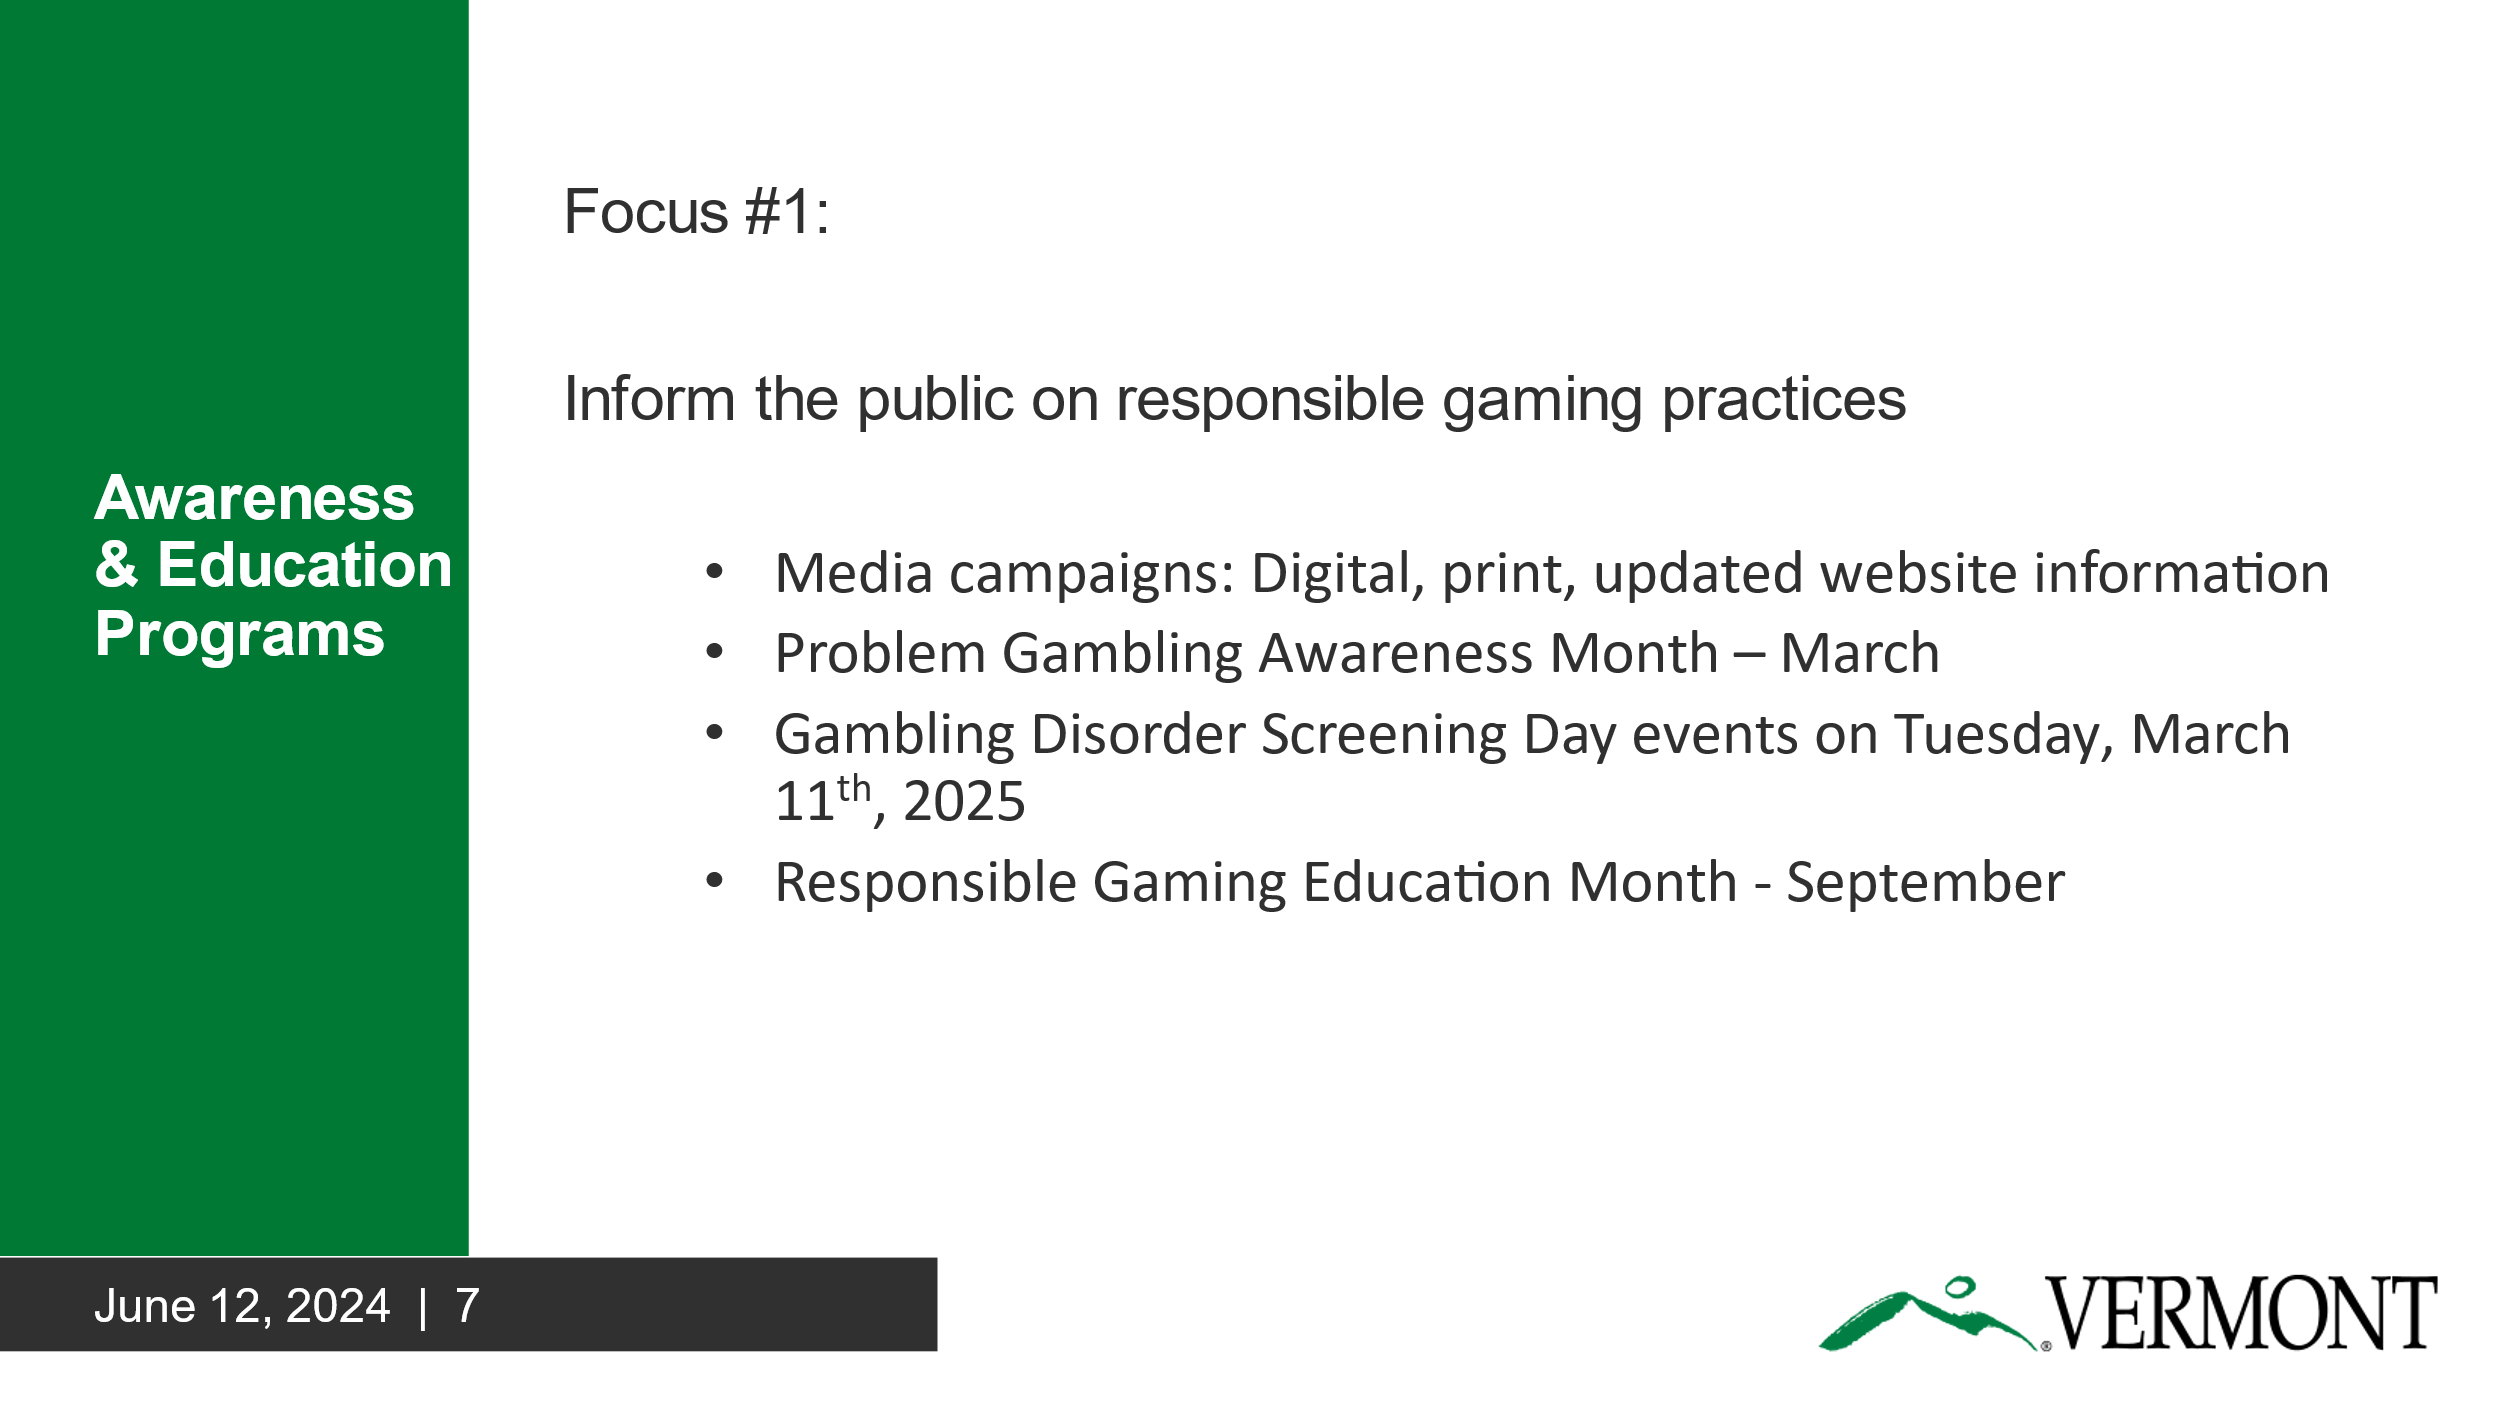 Awareness
& Education
Programs
Focus #1:
Inform the public on responsible gaming practices
• Media campaigns: Digital, print, updated website information
• Problem Gambling Awareness Month – March
• Gambling Disorder Screening Day events on Tuesday, March
11th, 2025
• Responsible Gaming Education Month - September
June 12, 2024 | 7
® VERMONT